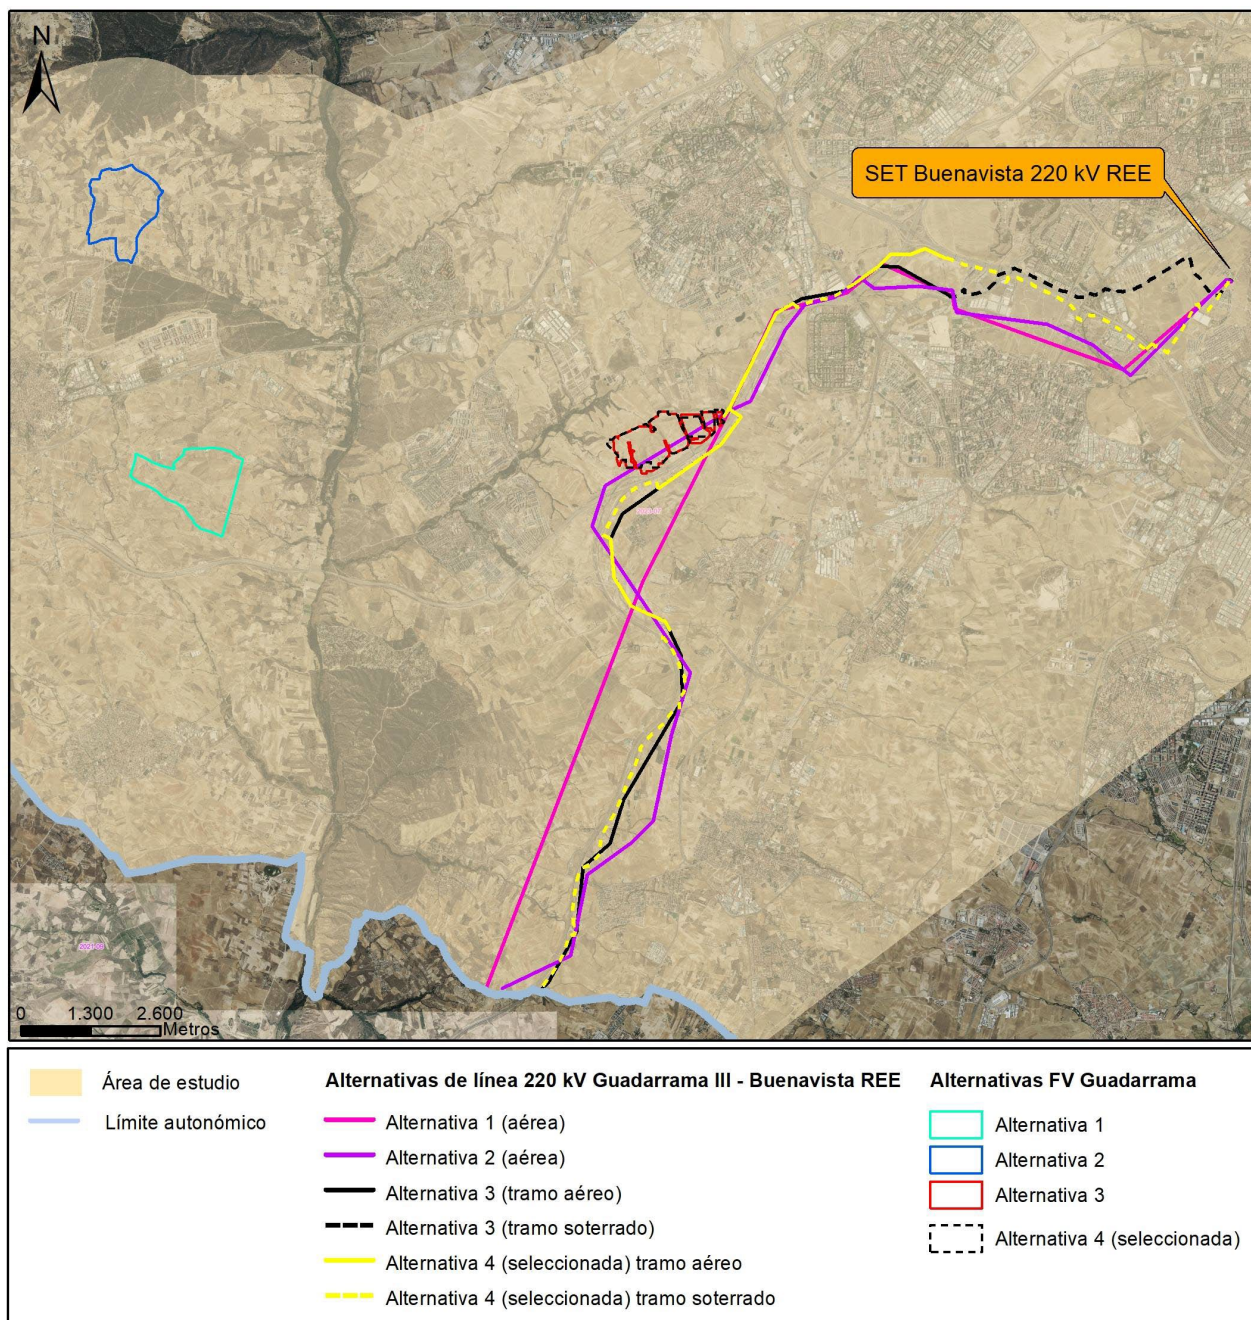 N
SET Buenavista 220 kV REE
2021-06
0 1.300 2.600
Metros
Área de estudio
Límite autonómico
Alternativas de línea 220 kV Guadarrama III - Buenavista REE
Alternativa 1 (aérea)
Alternativa 2 (aérea)
Alternativa 3 (tramo aéreo)
Alternativa 3 (tramo soterrado)
Alternativa 4 (seleccionada) tramo aéreo
Alternativa 4 (seleccionada) tramo soterrado
Alternativas FV Guadarrama
Alternativa 1
Alternativa 2
Alternativa 3
Alternativa 4 (seleccionada)